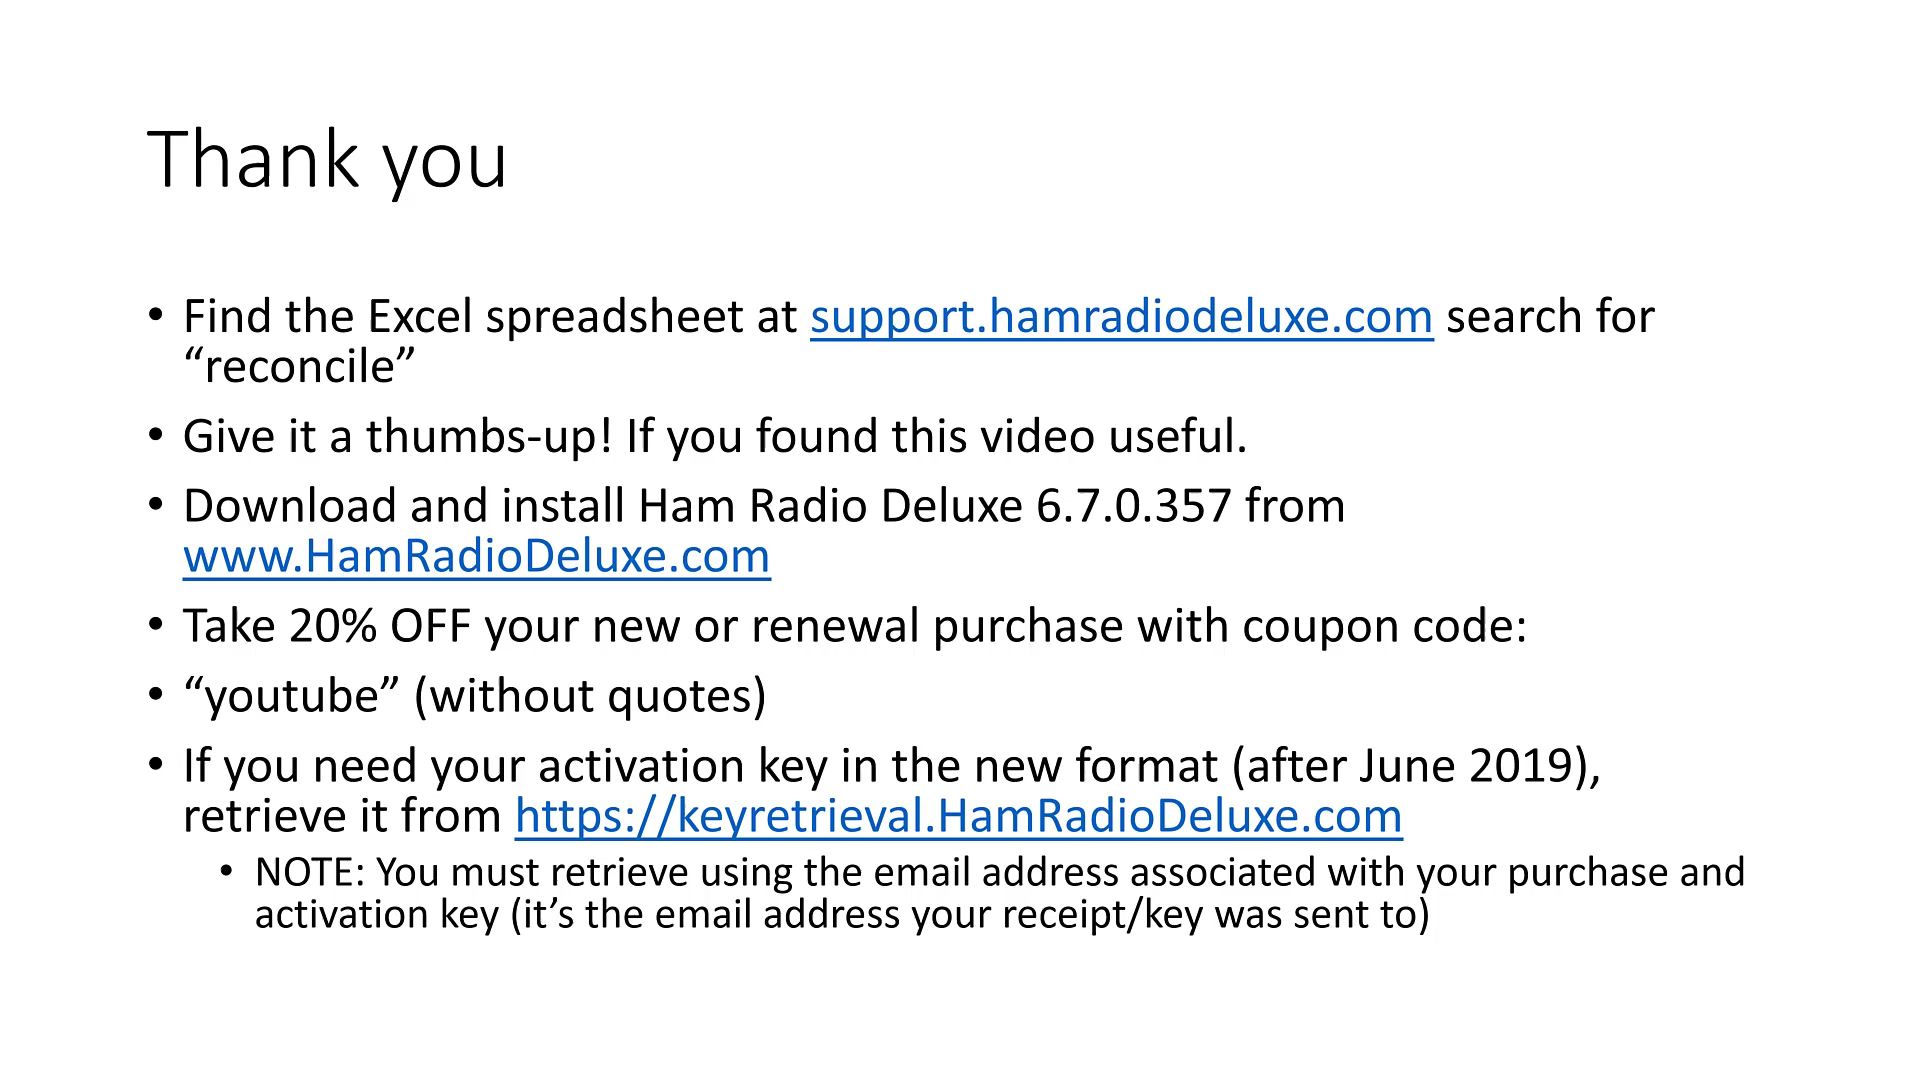 Thank you
• Find the Excel spreadsheet at support.hamradiodeluxe.com search for
“reconcile”
• Give it a thumbs-up! If you found this video useful.
• Download and install Ham Radio Deluxe 6.7.0.357 from
www.HamRadioDeluxe.com
• Take 20% OFF your new or renewal purchase with coupon code:
• “youtube” (without quotes)
• If you need your activation key in the new format (after June 2019),
retrieve it from https://keyretrieval.HamRadioDeluxe.com
• NOTE: You must retrieve using the email address associated with your purchase and
activation key (it’s the email address your receipt/key was sent to)